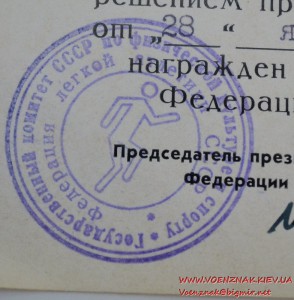 решением пр
от „28 “ я
награжден
Федерац
Председатель през
Федерации
Государственный комитет СССР по физической культуре и спорту
Федерация легкой атлетики СССР
WWW.VOENZNAK.KIEV.UA
Voenznak@bigmir.net